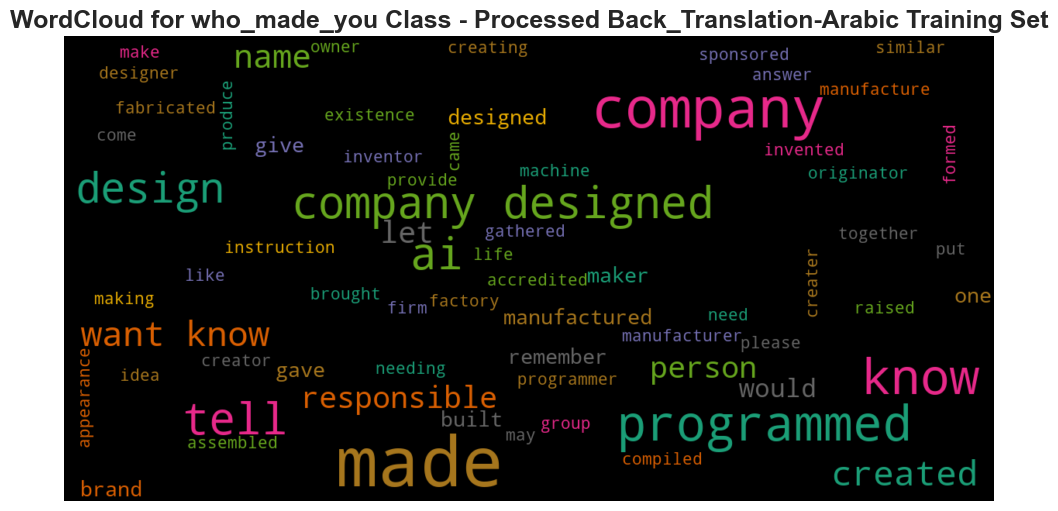 WordCloud for who_made_you Class - Processed Back_Translation-Arabic Training Set
make
owner
creating
sponsored
similar
designer
name
answer
fabricated
produce
existence
designed
company
manufacture
come
give
inventor
came
machine
invented
formed
design
provide
originator
company designed
let
gathered
together
instruction
ai
life
put
like
accredited
maker
creater
making
brought
firm
factory
manufactured
need
raised
one
want know
manufacturer
please
appearance
creator
remember
idea
gave
needing
programmer
person
would
know
responsible
tell
built
may
group
programmed
assembled
made
compiled
created
brand